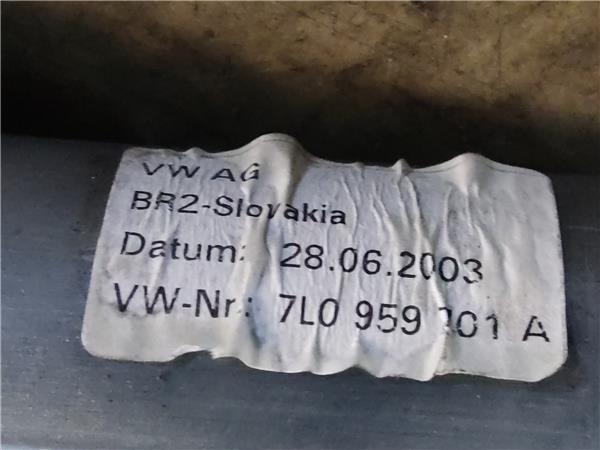 VW AG
BR2-Slovakia
Datum: 28.06.2003
VW-Nr.: 7L0 959 A